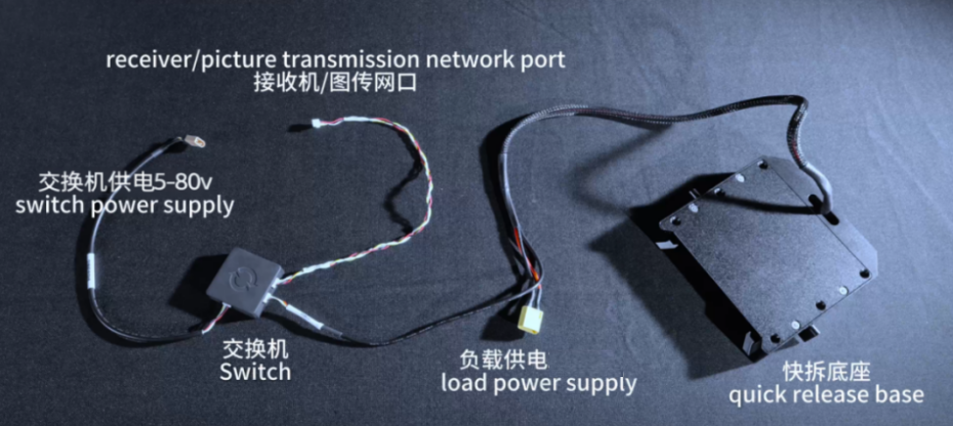 receiver/picture transmission network port
接收机/图传网口
交换机供电5-80v
switch power supply
交换机
Switch
负载供电
load power supply
快拆底座
quick release base